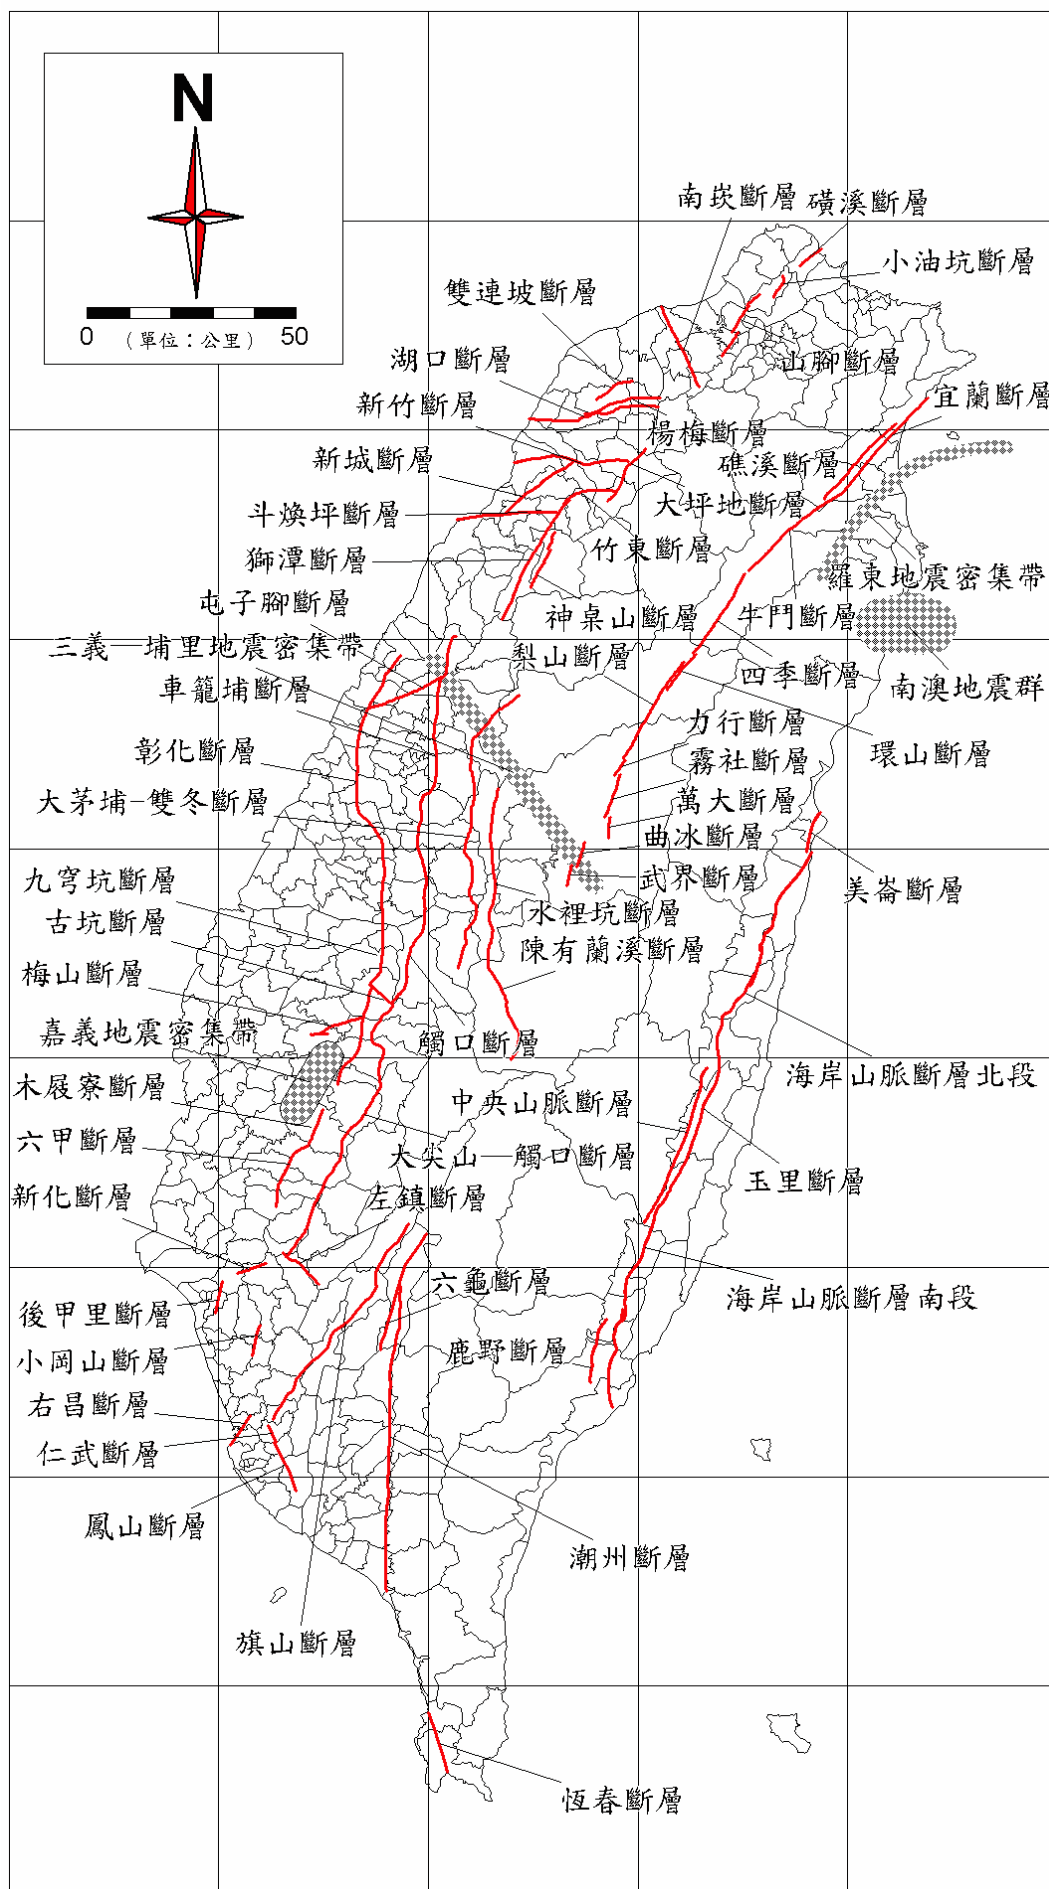 N
0
50
(單位：公里)
南崁斷層
磺溪斷層
小油坑斷層
雙連坡斷層
湖口斷層
山腳斷層
新竹斷層
宜蘭斷層
楊梅斷層
新城斷層
礁溪斷層
大坪地斷層
斗煥坪斷層
竹東斷層
獅潭斷層
羅東地震密集帶
屯子腳斷層
神桌山斷層
牛鬥斷層
三義—埔里地震密集帶
梨山斷層
四季斷層
車籠埔斷層
南澳地震群
力行斷層
彰化斷層
霧社斷層
環山斷層
大茅埔-雙冬斷層
萬大斷層
曲冰斷層
九穹坑斷層
武界斷層
美崙斷層
古坑斷層
水裡坑斷層
陳有蘭溪斷層
梅山斷層
嘉義地震密集帶
觸口斷層
木屐寮斷層
海岸山脈斷層北段
中央山脈斷層
六甲斷層
大尖山—觸口斷層
玉里斷層
新化斷層
左鎮斷層
六龜斷層
海岸山脈斷層南段
後甲里斷層
小岡山斷層
鹿野斷層
右昌斷層
仁武斷層
鳳山斷層
潮州斷層
旗山斷層
恆春斷層